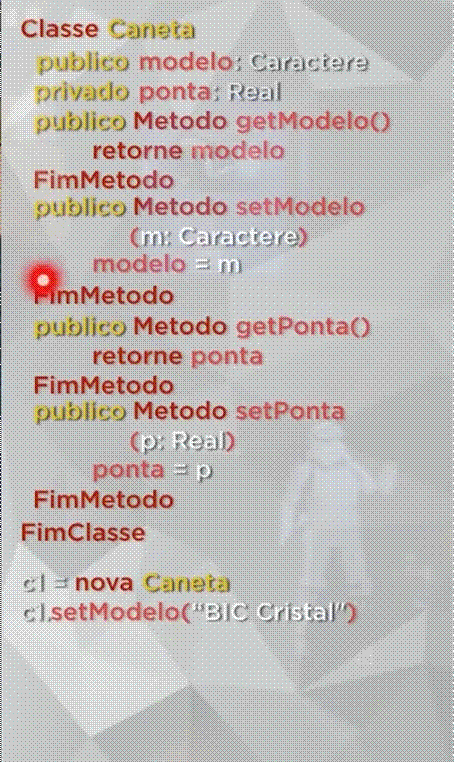 Classe Caneta
publico modelo: Caractere
privado ponta: Real
publico Metodo getModelo()
retorne modelo
FimMetodo
publico Metodo setModelo
(m: Caractere)
modelo = m
FimMetodo
publico Metodo getPonta()
retorne ponta
FimMetodo
publico Metodo setPonta
(p: Real)
ponta = p
FimMetodo
FimClasse
c1 = nova Caneta
c1.setModelo("BIC Cristal")